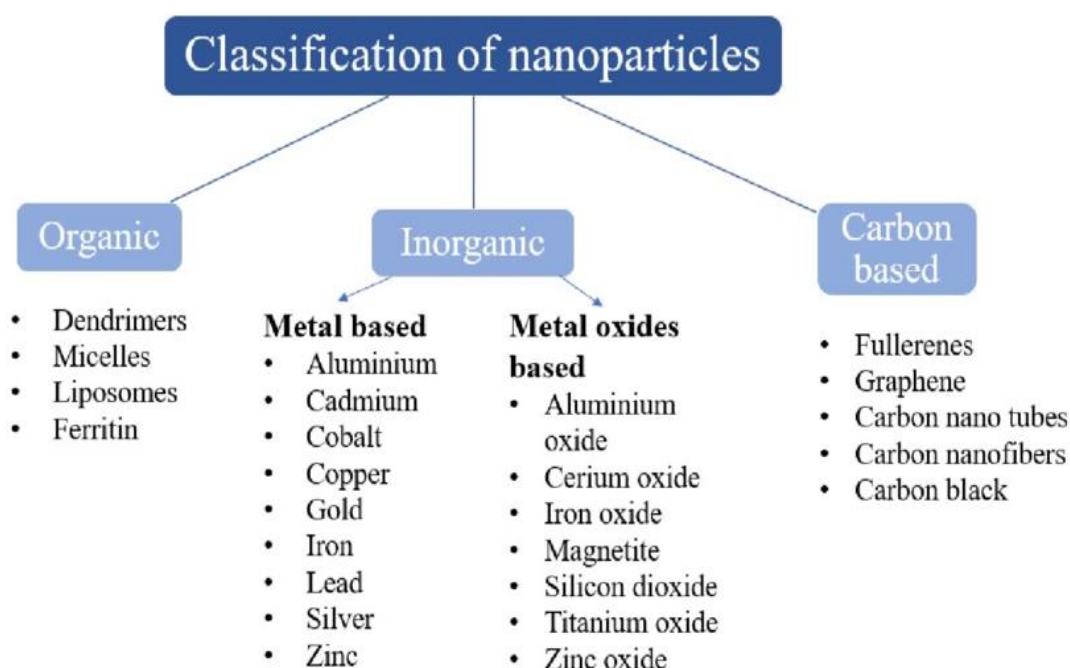 Classification of nanoparticles
Organic
• Dendrimers
• Micelles
• Liposomes
• Ferritin
Inorganic
Metal based
• Aluminium
• Cadmium
• Cobalt
• Copper
• Gold
• Iron
• Lead
• Silver
• Zinc
Metal oxides
based
• Aluminium
oxide
• Cerium oxide
• Iron oxide
• Magnetite
• Silicon dioxide
• Titanium oxide
• Zinc oxide
Carbon
based
• Fullerenes
• Graphene
• Carbon nano tubes
• Carbon nanofibers
• Carbon black